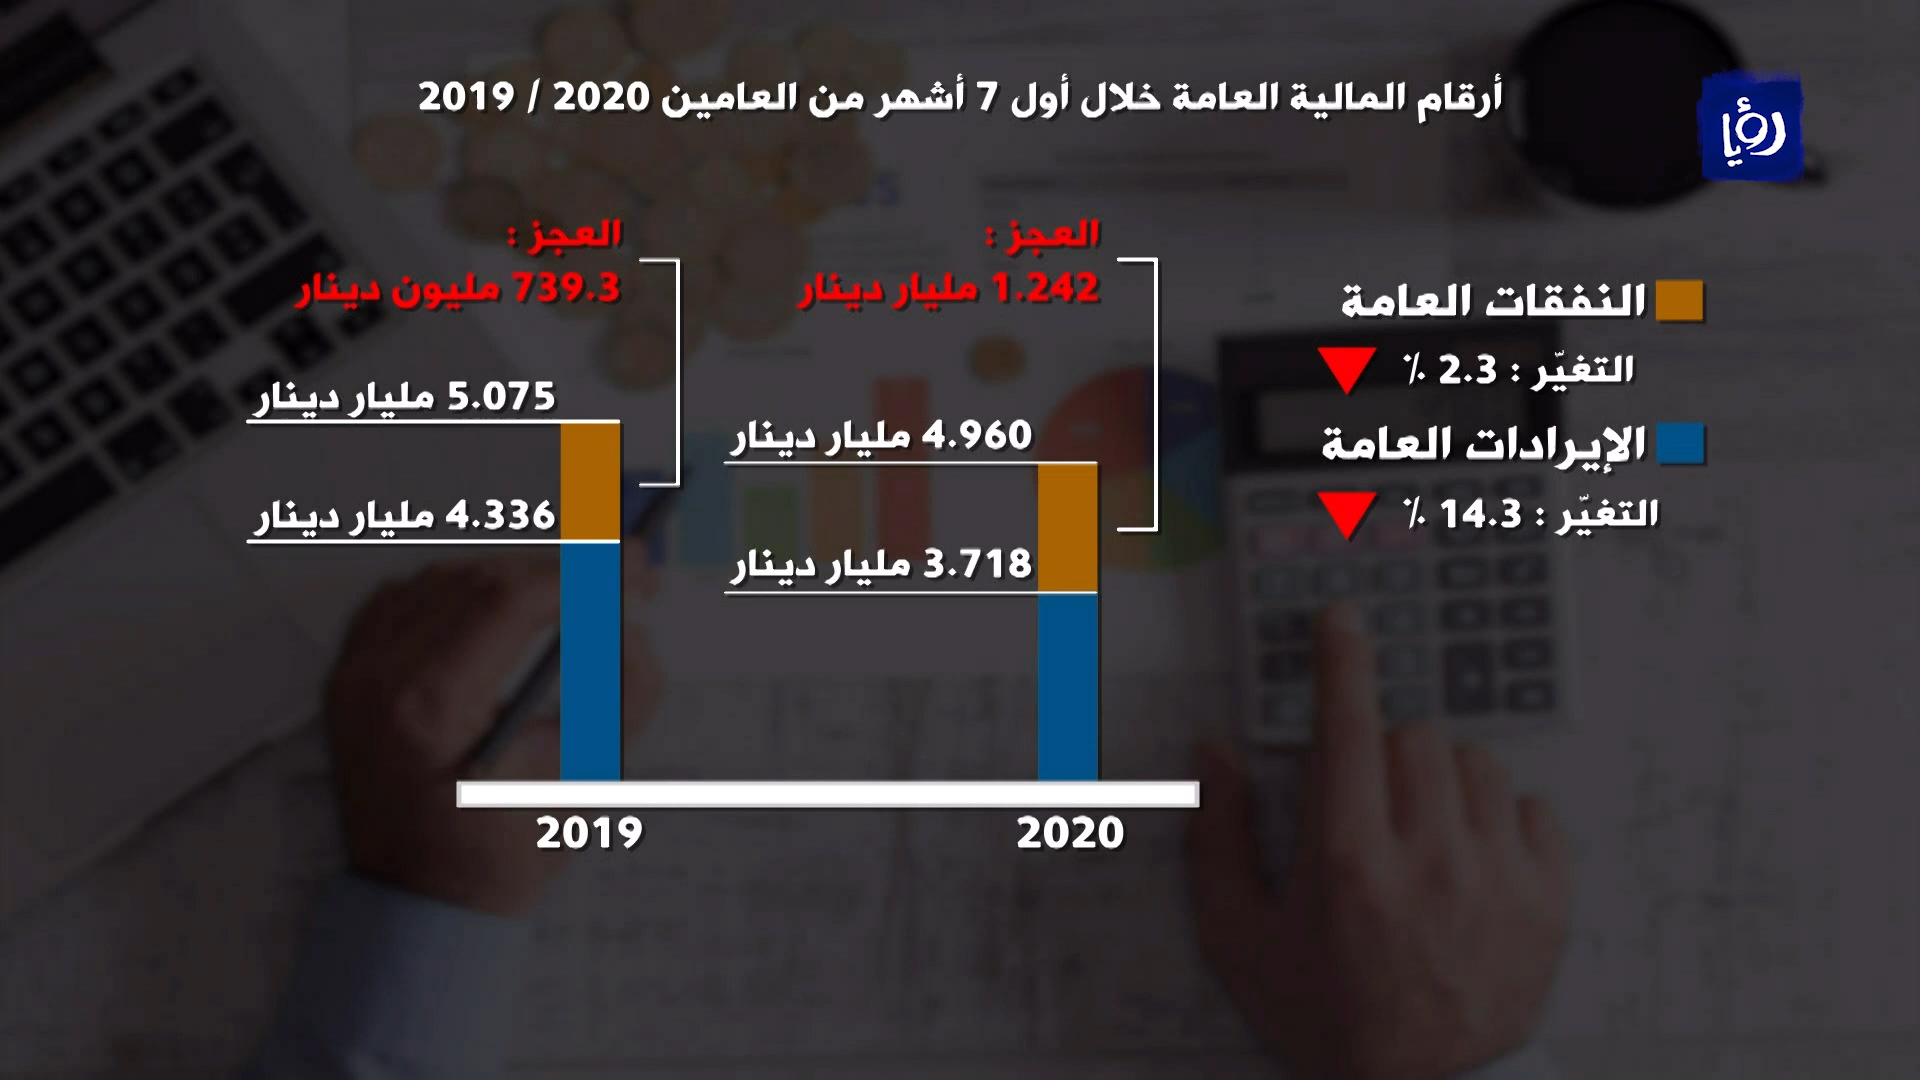 أرقام المالية العامة خلال أول 7 أشهر من العامين 2020 / 2019
رؤيا
النفقات العامة
التغيّر : 2.3 ٪
الإيرادات العامة
التغيّر : 14.3 ٪
العجز :
1.242 مليار دينار
4.960 مليار دينار
3.718 مليار دينار
2020
العجز :
739.3 مليون دينار
5.075 مليار دينار
4.336 مليار دينار
2019